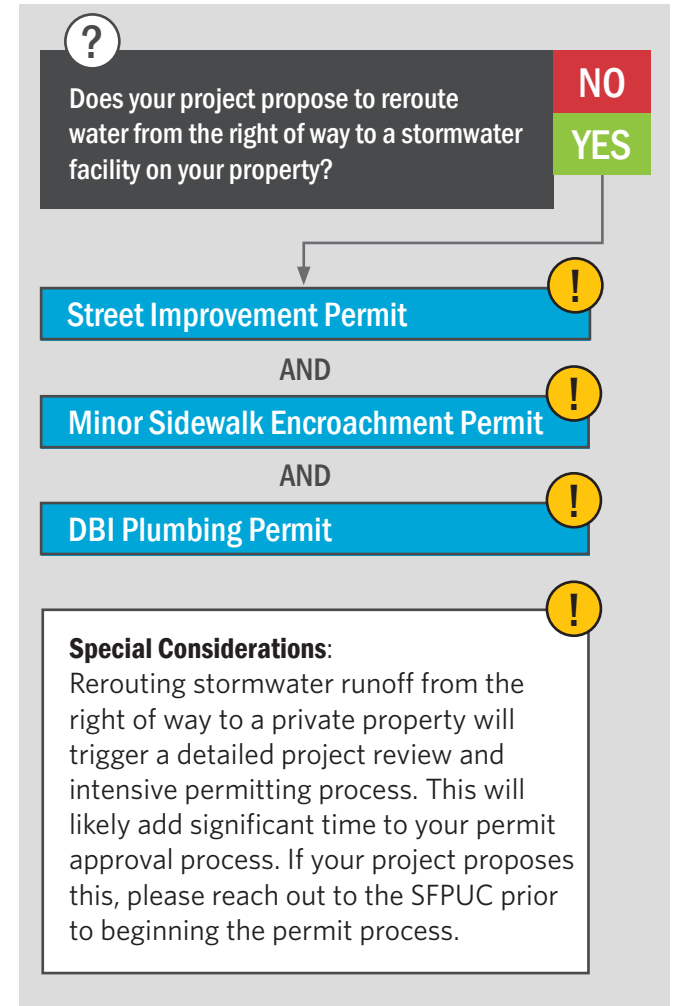 ?
Does your project propose to reroute
water from the right of way to a stormwater
facility on your property?
NO
YES
!
Street Improvement Permit
AND
!
Minor Sidewalk Encroachment Permit
AND
!
DBI Plumbing Permit
!
Special Considerations:
Rerouting stormwater runoff from the
right of way to a private property will
trigger a detailed project review and
intensive permitting process. This will
likely add significant time to your permit
approval process. If your project proposes
this, please reach out to the SFPUC prior
to beginning the permit process.